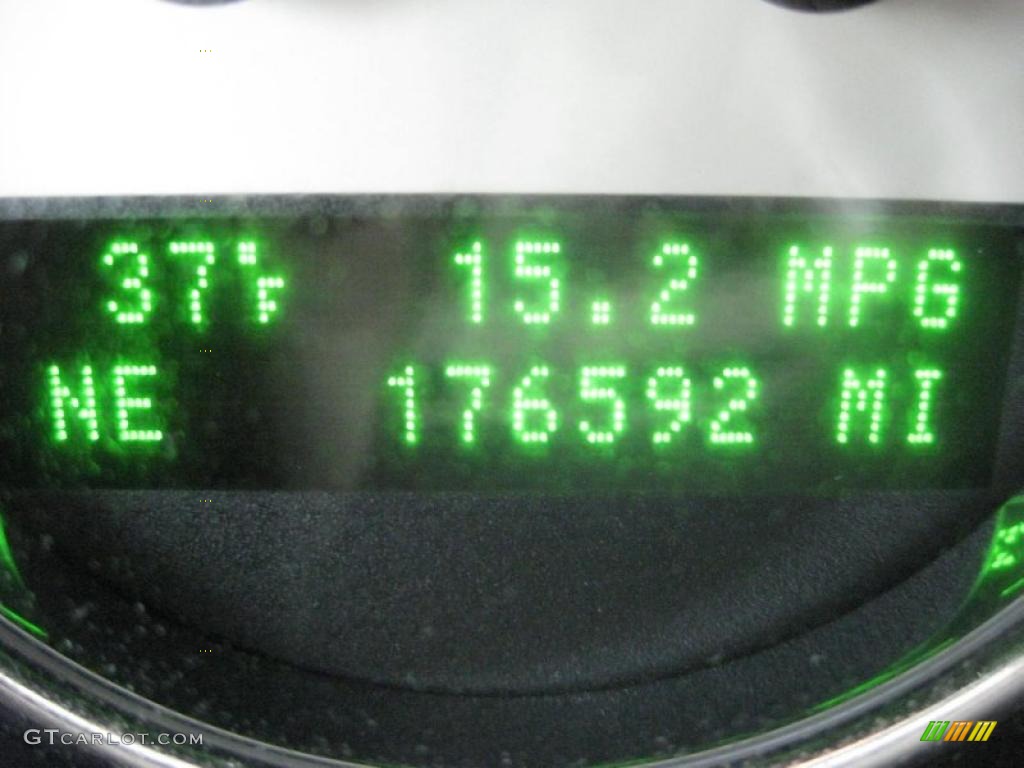 37°F 15.2 MPG
NE 176592 MI
GTCARLOT.COM